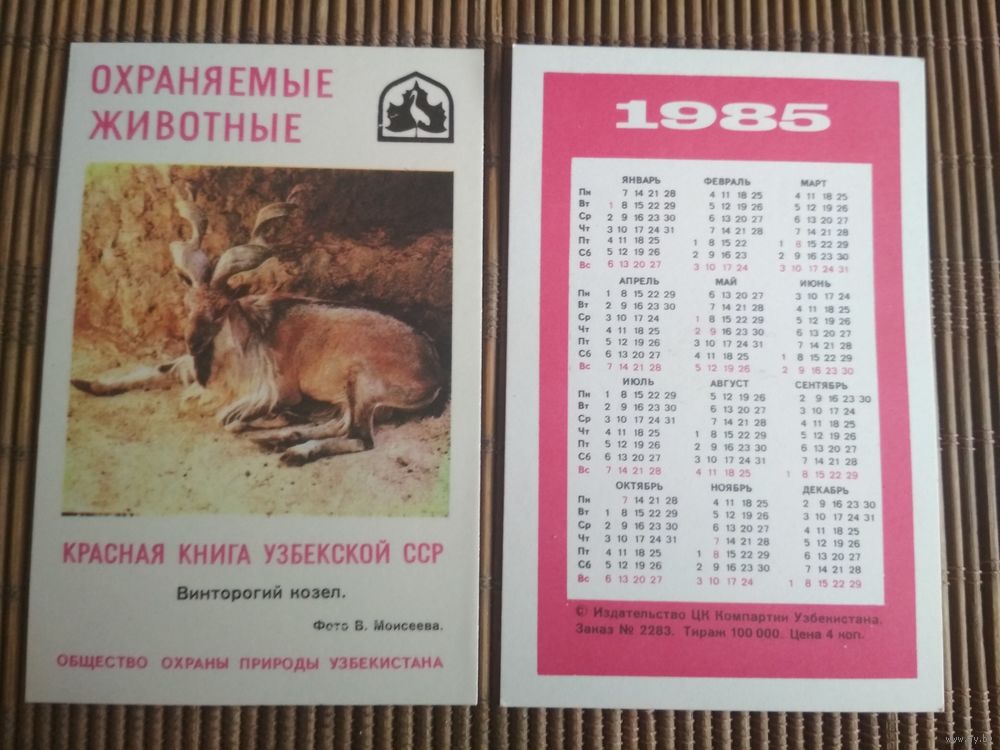 ОХРАНЯЕМЫЕ
ЖИВОТНЫЕ
КРАСНАЯ КНИГА УЗБЕКСКОЙ ССР
Винторогий козел.
Фото В. Моисеева.
ОБЩЕСТВО ОХРАНЫ ПРИРОДЫ УЗБЕКИСТАНА
1985
ЯНВАРЬ ФЕВРАЛЬ МАРТ
Пн 7 14 21 28 4 11 18 25 4 11 18 25
Вт 1 8 15 22 29 5 12 19 26 5 12 19 26
Ср 2 9 16 23 30 6 13 20 27 6 13 20 27
Чт 3 10 17 24 31 7 14 21 28 7 14 21 28
Пт 4 11 18 25 1 8 15 22 1 8 15 22 29
Сб 5 12 19 26 2 9 16 23 2 9 16 23 30
Вс 6 13 20 27 3 10 17 24 3 10 17 24 31
АПРЕЛЬ МАЙ ИЮНЬ
Пн 1 8 15 22 29 6 13 20 27 3 10 17 24
Вт 2 9 16 23 30 7 14 21 28 4 11 18 25
Ср 3 10 17 24 1 8 15 22 29 5 12 19 26
Чт 4 11 18 25 2 9 16 23 30 6 13 20 27
Пт 5 12 19 26 3 10 17 24 31 7 14 21 28
Сб 6 13 20 27 4 11 18 25 1 8 15 22 29
Вс 7 14 21 28 5 12 19 26 2 9 16 23 30
ИЮЛЬ АВГУСТ СЕНТЯБРЬ
Пн 1 8 15 22 29 5 12 19 26 2 9 16 23 30
Вт 2 9 16 23 30 6 13 20 27 3 10 17 24
Ср 3 10 17 24 31 7 14 21 28 4 11 18 25
Чт 4 11 18 25 1 8 15 22 29 5 12 19 26
Пт 5 12 19 26 2 9 16 23 30 6 13 20 27
Сб 6 13 20 27 3 10 17 24 31 7 14 21 28
Вс 7 14 21 28 4 11 18 25 1 8 15 22 29
ОКТЯБРЬ НОЯБРЬ ДЕКАБРЬ
Пн 7 14 21 28 4 11 18 25 2 9 16 23 30
Вт 1 8 15 22 29 5 12 19 26 3 10 17 24 31
Ср 2 9 16 23 30 6 13 20 27 4 11 18 25
Чт 3 10 17 24 31 7 14 21 28 5 12 19 26
Пт 4 11 18 25 1 8 15 22 29 6 13 20 27
Сб 5 12 19 26 2 9 16 23 30 7 14 21 28
Вс 6 13 20 27 3 10 17 24 1 8 15 22 29
© Издательство ЦК Компартии Узбекистана.
Заказ № 2283. Тираж 100 000. Цена 4 коп.